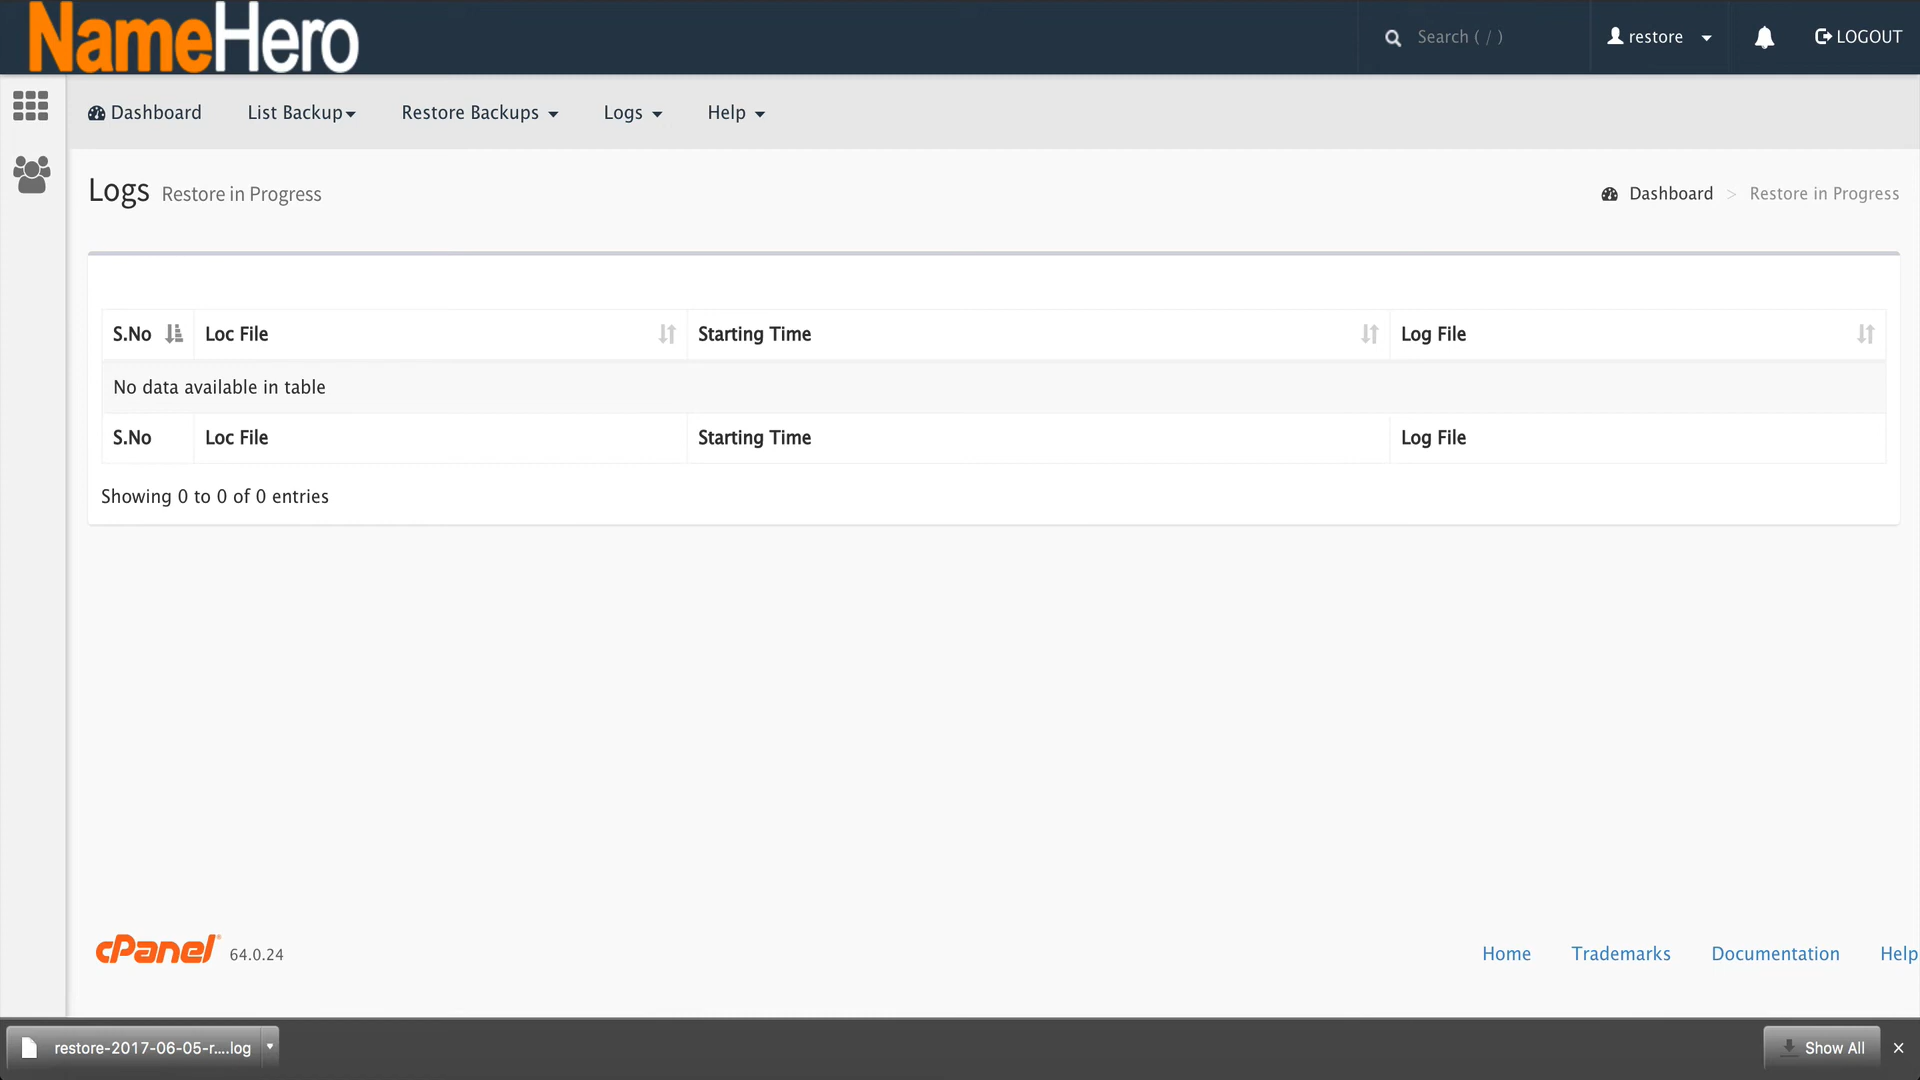 NameHero
Search ( / )
restore
LOGOUT
Dashboard
List Backup
Restore Backups
Logs
Help
Logs Restore in Progress
Dashboard > Restore in Progress
S.No Loc File Starting Time Log File
No data available in table
S.No Loc File Starting Time Log File
Showing 0 to 0 of 0 entries
cPanel 64.0.24
Home Trademarks Documentation Help
restore-2017-06-05-r....log
Show All